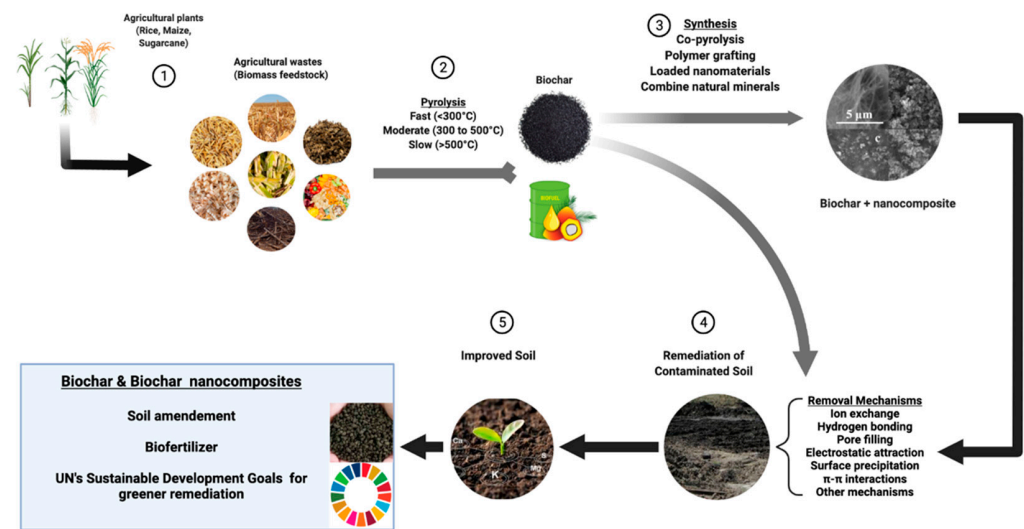 Agricultural plants
(Rice, Maize,
Sugarcane)
1
Agricultural wastes
(Biomass feedstock)
2
Pyrolysis
Fast (<300°C)
Moderate (300 to 500°C)
Slow (>500°C)
Biochar
BIOFUEL
3
Synthesis
Co-pyrolysis
Polymer grafting
Loaded nanomaterials
Combine natural minerals
5 µm
c
Biochar + nanocomposite
4
Remediation of
Contaminated Soil
Removal Mechanisms
Ion exchange
Hydrogen bonding
Pore filling
Electrostatic attraction
Surface precipitation
π-π interactions
Other mechanisms
5
Improved Soil
Ca
K
Mg
Biochar & Biochar nanocomposites
Soil amendement
Biofertilizer
UN's Sustainable Development Goals for
greener remediation